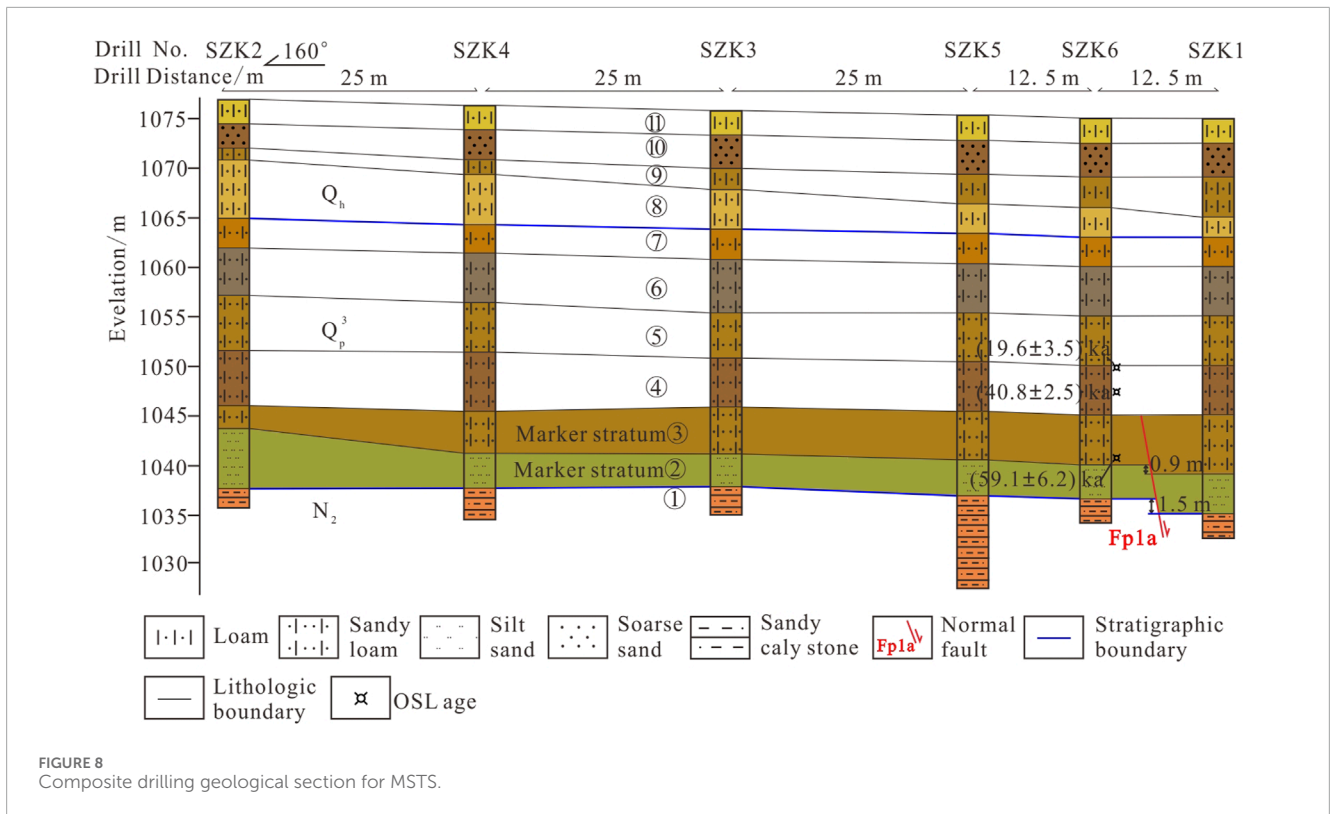 Drill No. SZK2 160° SZK4 SZK3 SZK5 SZK6 SZK1
Drill Distance/m 25 m 25 m 25 m 12.5 m 12.5 m
Evelation/m
1075
1070
1065
1060
1055
1050
1045
1040
1035
1030
⑪
⑩
⑨
Qh ⑧
⑦
⑥
Qp3 ⑤
(19.6±3.5) ka
④
(40.8±2.5) ka
Marker stratum③
Marker stratum②
0.9 m
(59.1±6.2) ka
①
N2
1.5 m
Fp1a
Loam
Sandy loam
Silt sand
Soarse sand
Sandy caly stone
Fp1a
Normal fault
Stratigraphic boundary
Lithologic boundary
OSL age
FIGURE 8
Composite drilling geological section for MSTS.